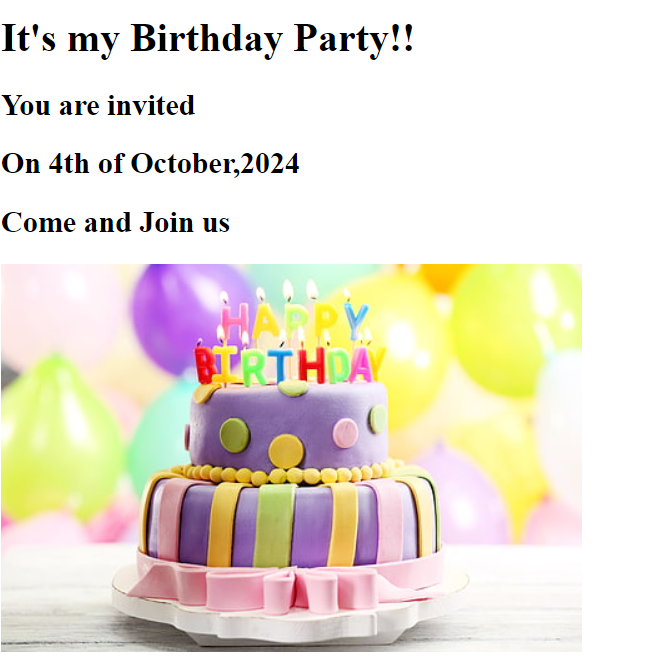 It's my Birthday Party!!
You are invited
On 4th of October,2024
Come and Join us
HAPPY
BIRTHDAY